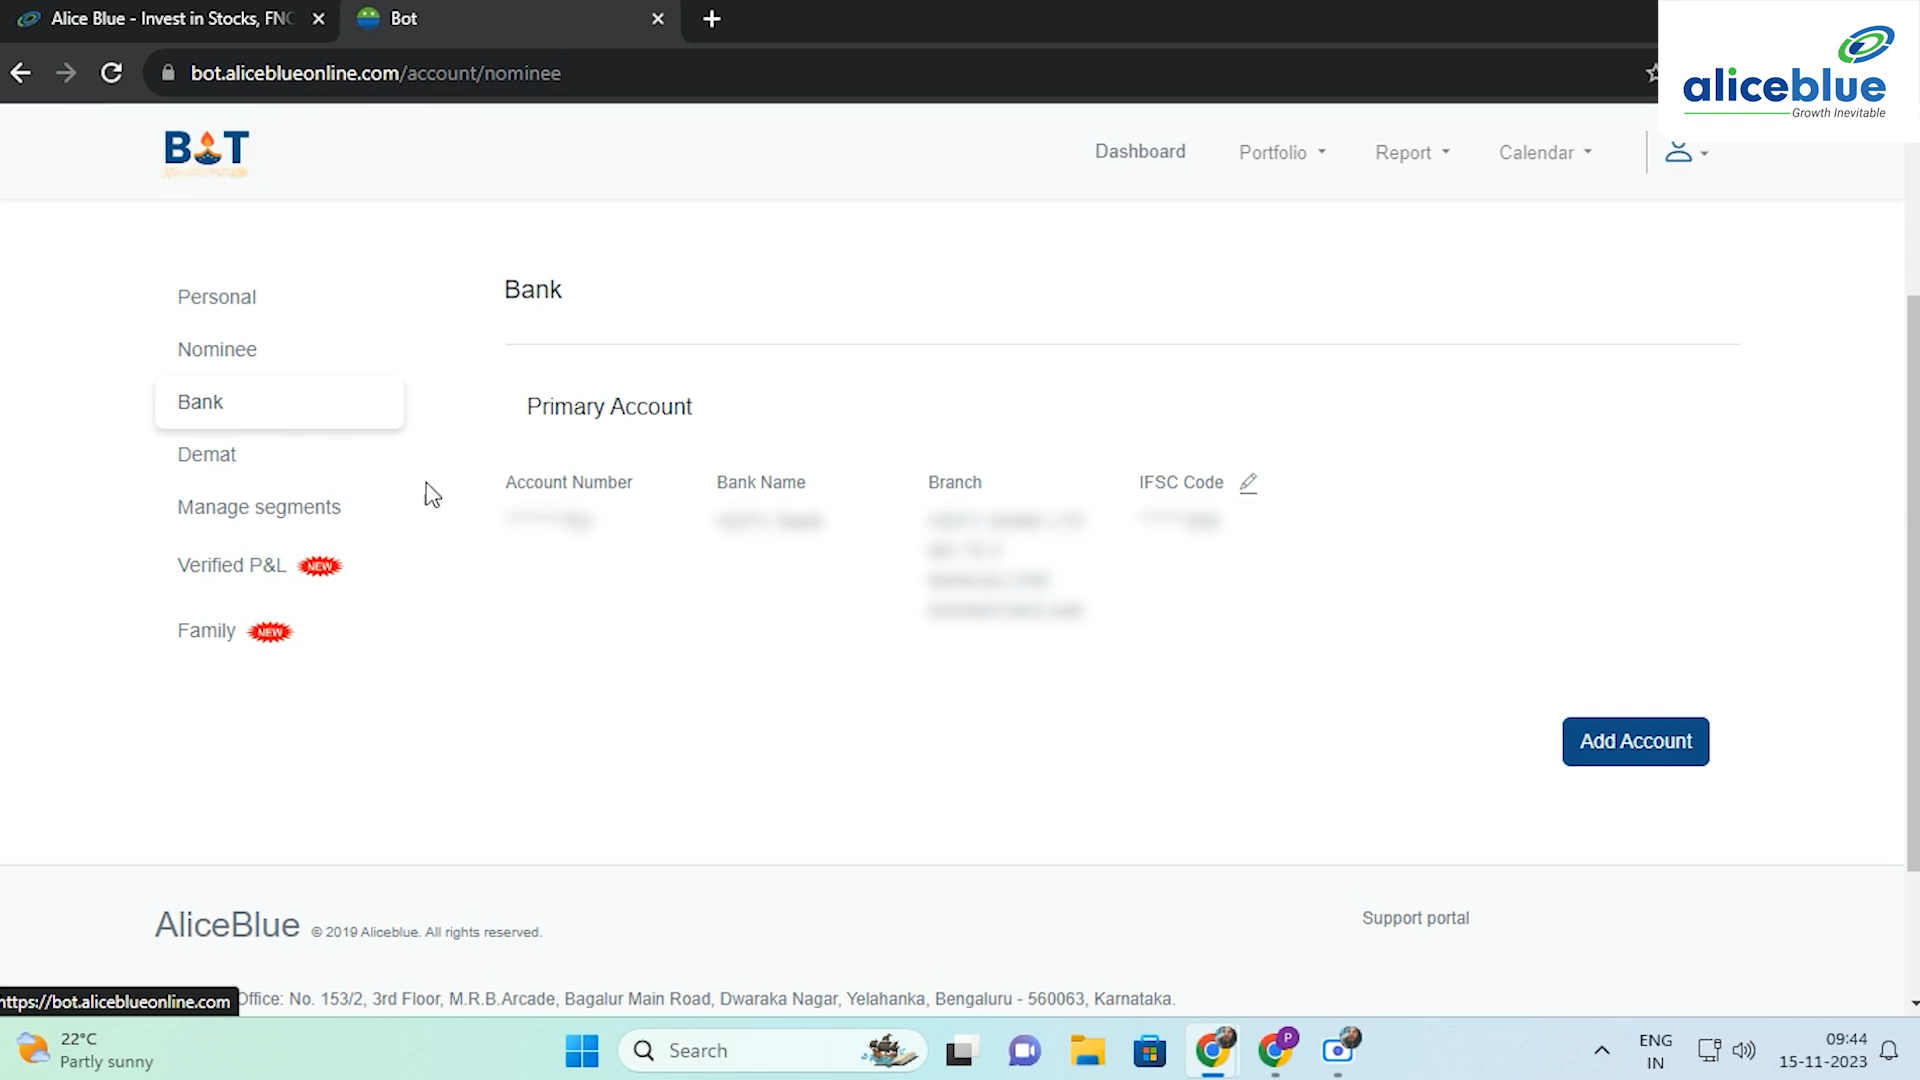 Alice Blue - Invest in Stocks, FNO
Bot
bot.aliceblueonline.com/account/nominee
aliceblue
Growth Inevitable
BOT
Dashboard
Portfolio
Report
Calendar
Personal
Nominee
Bank
Demat
Manage segments
Verified P&L NEW
Family NEW
Bank
Primary Account
Account Number
Bank Name
Branch
IFSC Code
Add Account
AliceBlue © 2019 Aliceblue. All rights reserved.
Support portal
https://bot.aliceblueonline.com
Office: No. 153/2, 3rd Floor, M.R.B.Arcade, Bagalur Main Road, Dwaraka Nagar, Yelahanka, Bengaluru - 560063, Karnataka.
22°C
Partly sunny
Search
P
ENG
IN
09:44
15-11-2023